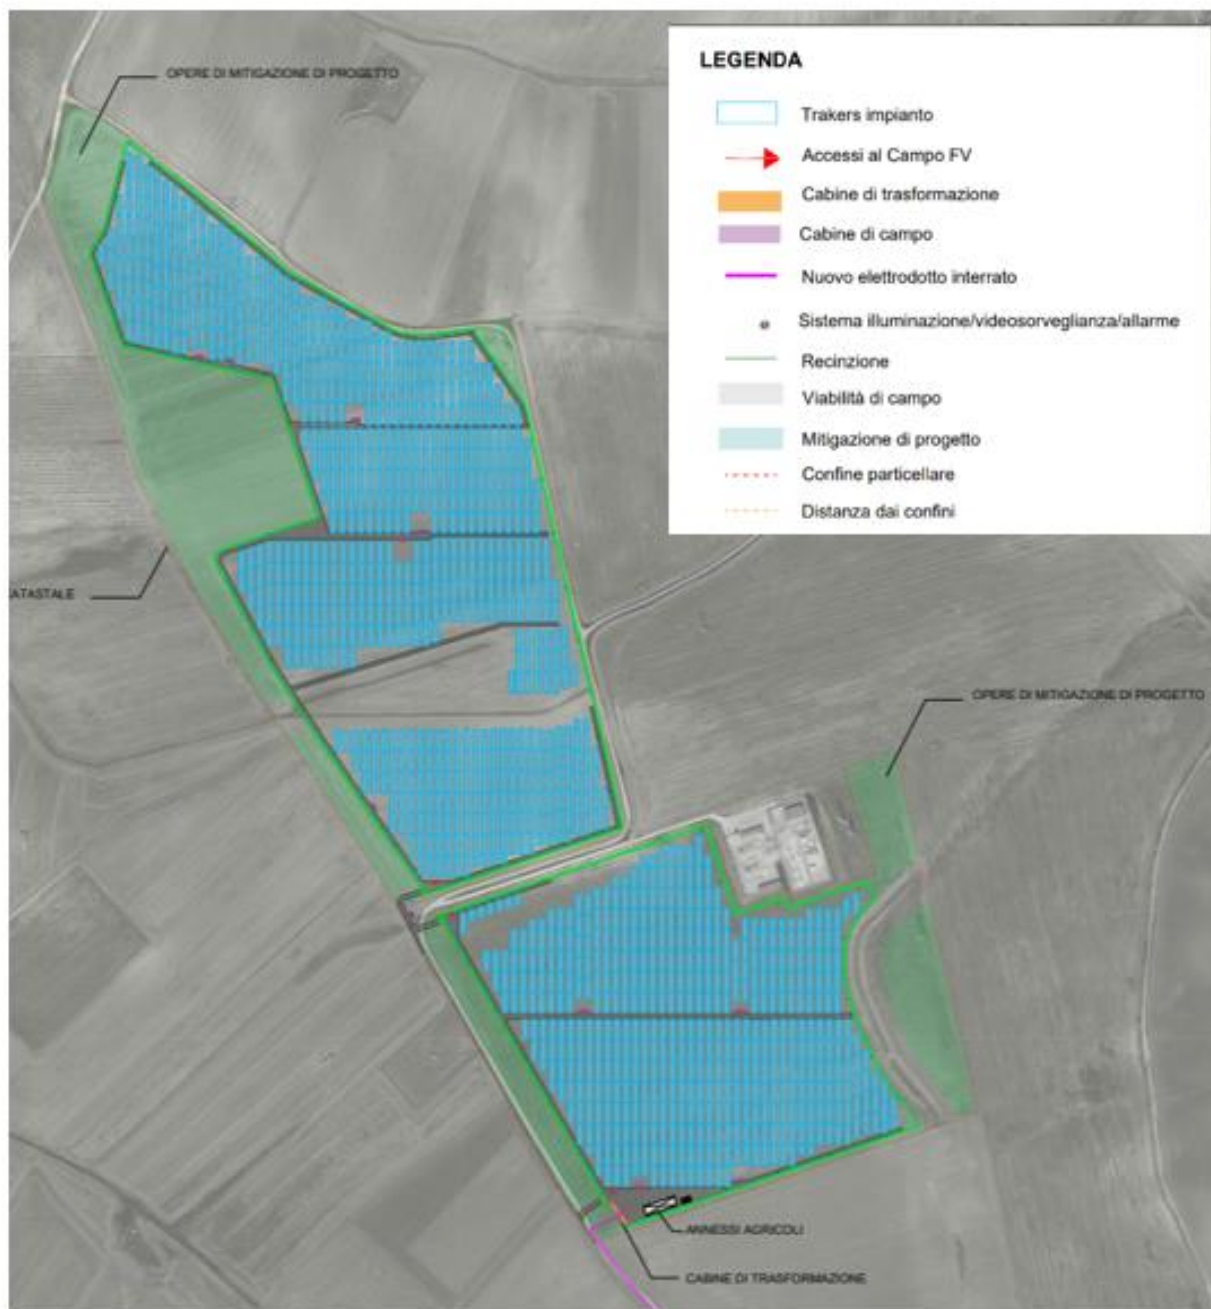 OPERE DI MITIGAZIONE DI PROGETTO
LEGENDA
Trakers impianto
Accessi al Campo FV
Cabine di trasformazione
Cabine di campo
Nuovo elettrodotto interrato
Sistema illuminazione/videosorveglianza/allarme
Recinzione
Viabilità di campo
Mitigazione di progetto
Confine particellare
Distanza dai confini
ATASTALE
OPERE DI MITIGAZIONE DI PROGETTO
ANNESSI AGRICOLI
CABINE DI TRASFORMAZIONE